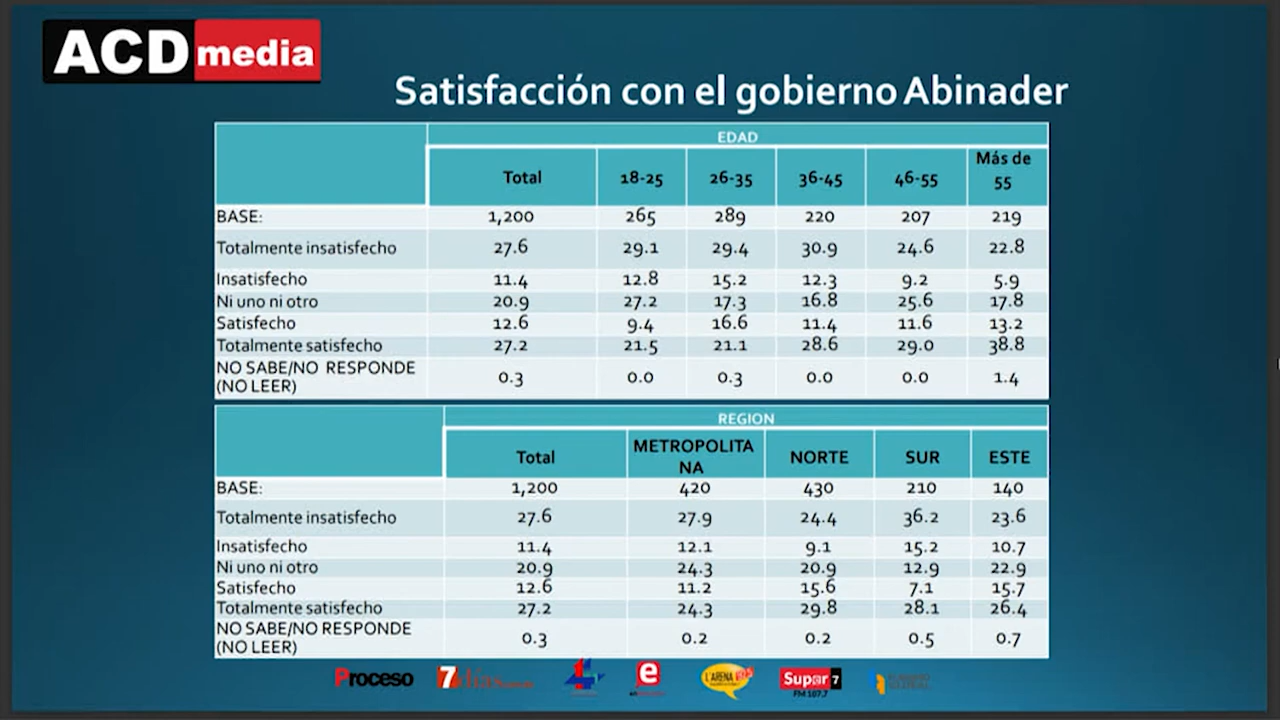 ACD media
Satisfacción con el gobierno Abinader
EDAD
Total 18-25 26-35 36-45 46-55 Más de 55
BASE: 1,200 265 289 220 207 219
Totalmente insatisfecho 27.6 29.1 29.4 30.9 24.6 22.8
Insatisfecho 11.4 12.8 15.2 12.3 9.2 5.9
Ni uno ni otro 20.9 27.2 17.3 16.8 25.6 17.8
Satisfecho 12.6 9.4 16.6 11.4 11.6 13.2
Totalmente satisfecho 27.2 21.5 21.1 28.6 29.0 38.8
NO SABE/NO RESPONDE
(NO LEER) 0.3 0.0 0.3 0.0 0.0 1.4
REGION
Total METROPOLITA
NA NORTE SUR ESTE
BASE: 1,200 420 430 210 140
Totalmente insatisfecho 27.6 27.9 24.4 36.2 23.6
Insatisfecho 11.4 12.1 9.1 15.2 10.7
Ni uno ni otro 20.9 24.3 20.9 12.9 22.9
Satisfecho 12.6 11.2 15.6 7.1 15.7
Totalmente satisfecho 27.2 24.3 29.8 28.1 26.4
NO SABE/NO RESPONDE
(NO LEER) 0.3 0.2 0.2 0.5 0.7
Proceso 7días e L'ARENA Super 7
FM 107.7